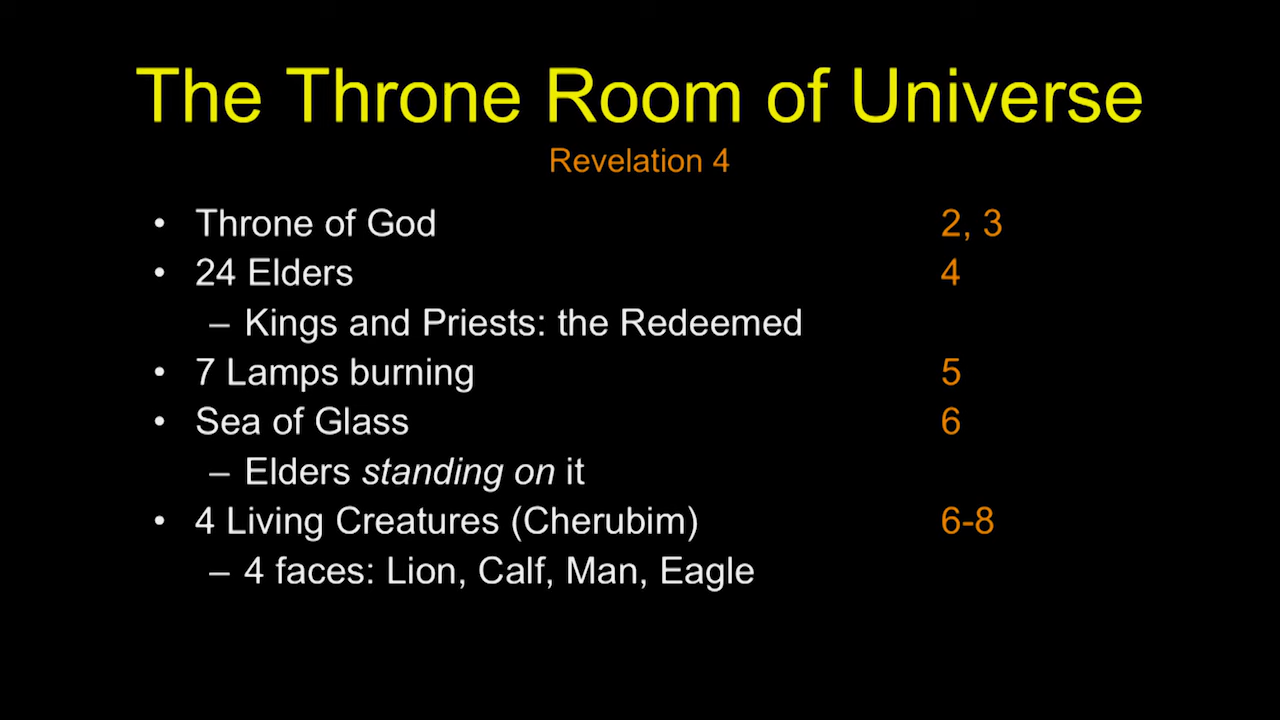 The Throne Room of Universe
Revelation 4
• Throne of God 2, 3
• 24 Elders 4
– Kings and Priests: the Redeemed
• 7 Lamps burning 5
• Sea of Glass 6
– Elders standing on it
• 4 Living Creatures (Cherubim) 6-8
– 4 faces: Lion, Calf, Man, Eagle